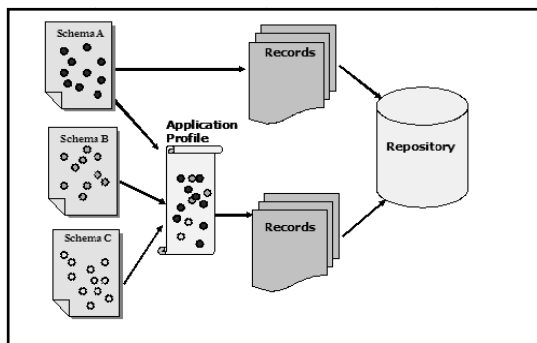 Schema A
Records
Application
Profile
Schema B
Repository
Records
Schema C